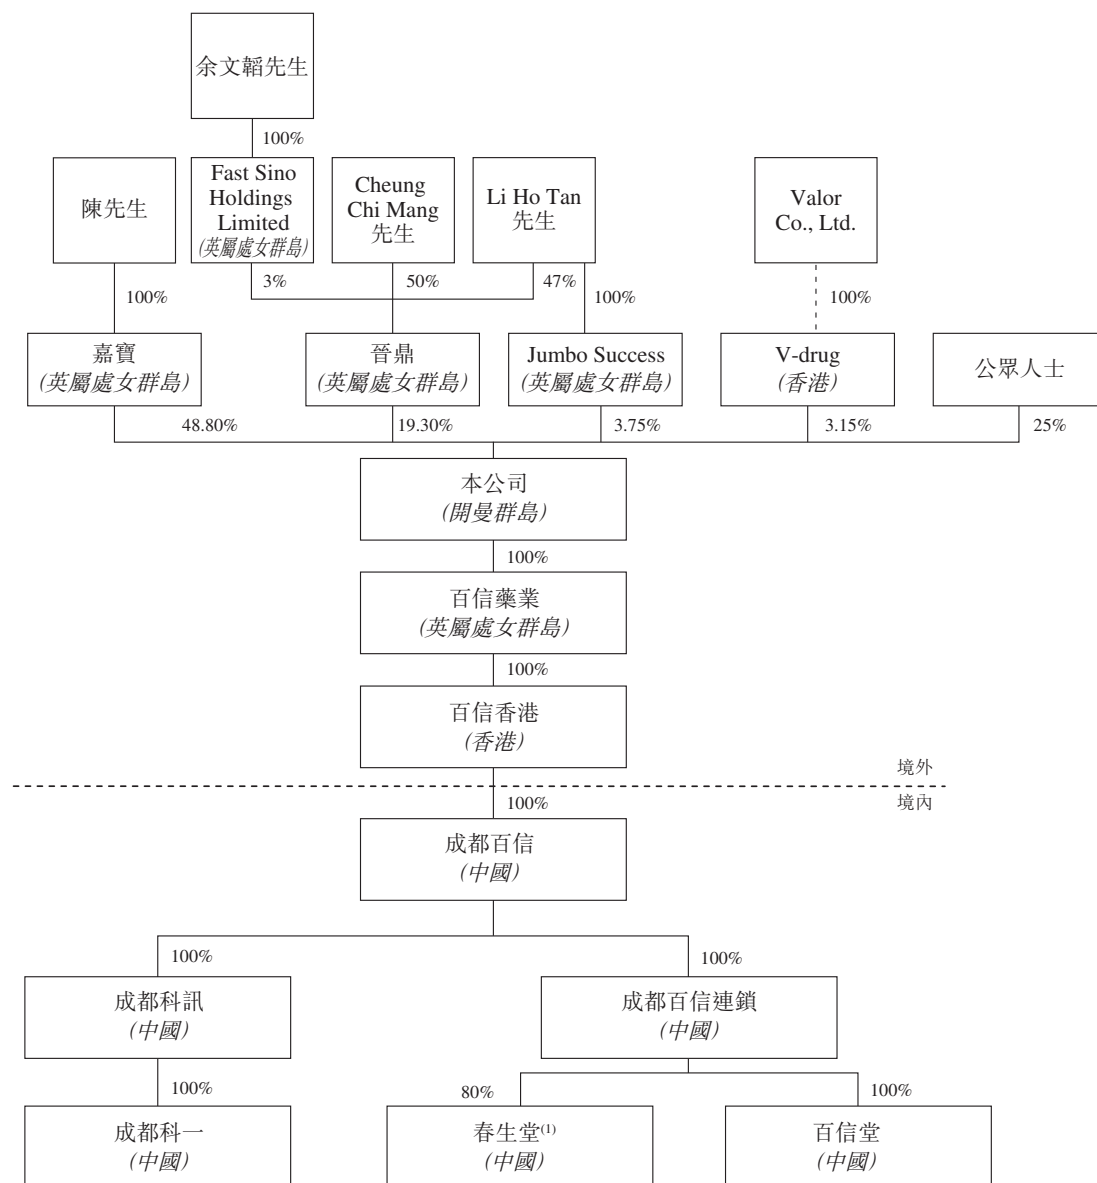 余文韜先生
100%
陳先生
Fast Sino
Holdings
Limited
(英屬處女群島)
Cheung
Chi Mang
先生
Li Ho Tan
先生
Valor
Co., Ltd.
100%
3%
50%
47%
100%
100%
嘉寶
(英屬處女群島)
晉鼎
(英屬處女群島)
Jumbo Success
(英屬處女群島)
V-drug
(香港)
公眾人士
48.80%
19.30%
3.75%
3.15%
25%
本公司
(開曼群島)
100%
百信藥業
(英屬處女群島)
100%
百信香港
(香港)
境外
100%
境內
成都百信
(中國)
100%
100%
成都科訊
(中國)
成都百信連鎖
(中國)
100%
80%
100%
成都科一
(中國)
春生堂(1)
(中國)
百信堂
(中國)